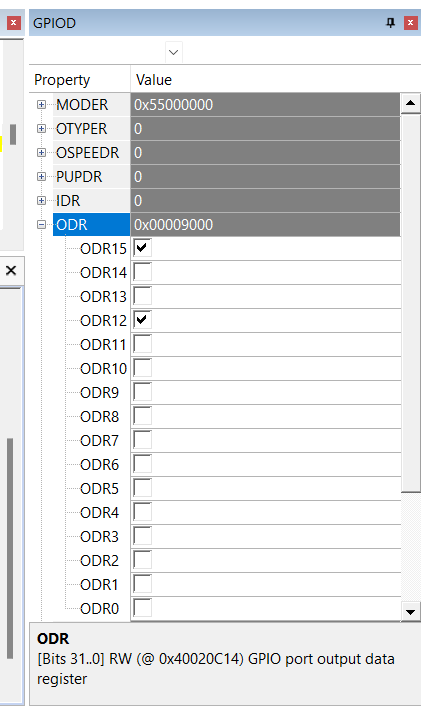 GPIOD
Property Value
MODER 0x55000000
OTYPER 0
OSPEEDR 0
PUPDR 0
IDR 0
ODR 0x00009000
ODR15
ODR14
ODR13
ODR12
ODR11
ODR10
ODR9
ODR8
ODR7
ODR6
ODR5
ODR4
ODR3
ODR2
ODR1
ODR0
ODR
[Bits 31..0] RW (@ 0x40020C14) GPIO port output data
register